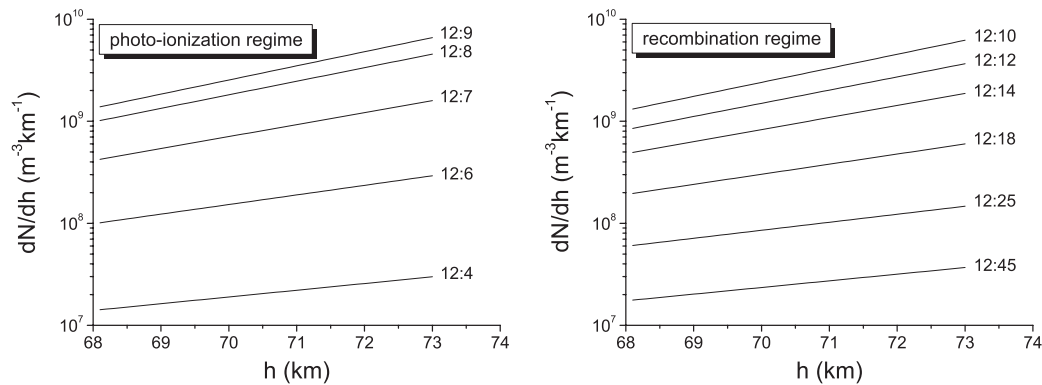 photo-ionization regime
dN/dh (m⁻³km⁻¹)
10¹⁰
10⁹
10⁸
10⁷
12:9
12:8
12:7
12:6
12:4
68 69 70 71 72 73 74
h (km)
recombination regime
dN/dh (m⁻³km⁻¹)
10¹⁰
10⁹
10⁸
10⁷
12:10
12:12
12:14
12:18
12:25
12:45
68 69 70 71 72 73 74
h (km)